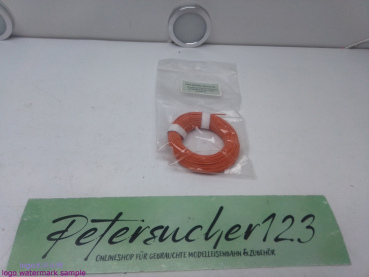 Petersucher123
ONLINESHOP FÜR GEBRAUCHTE MODELLEISENBAHN & ZUBEHÖR
logo watermark sample